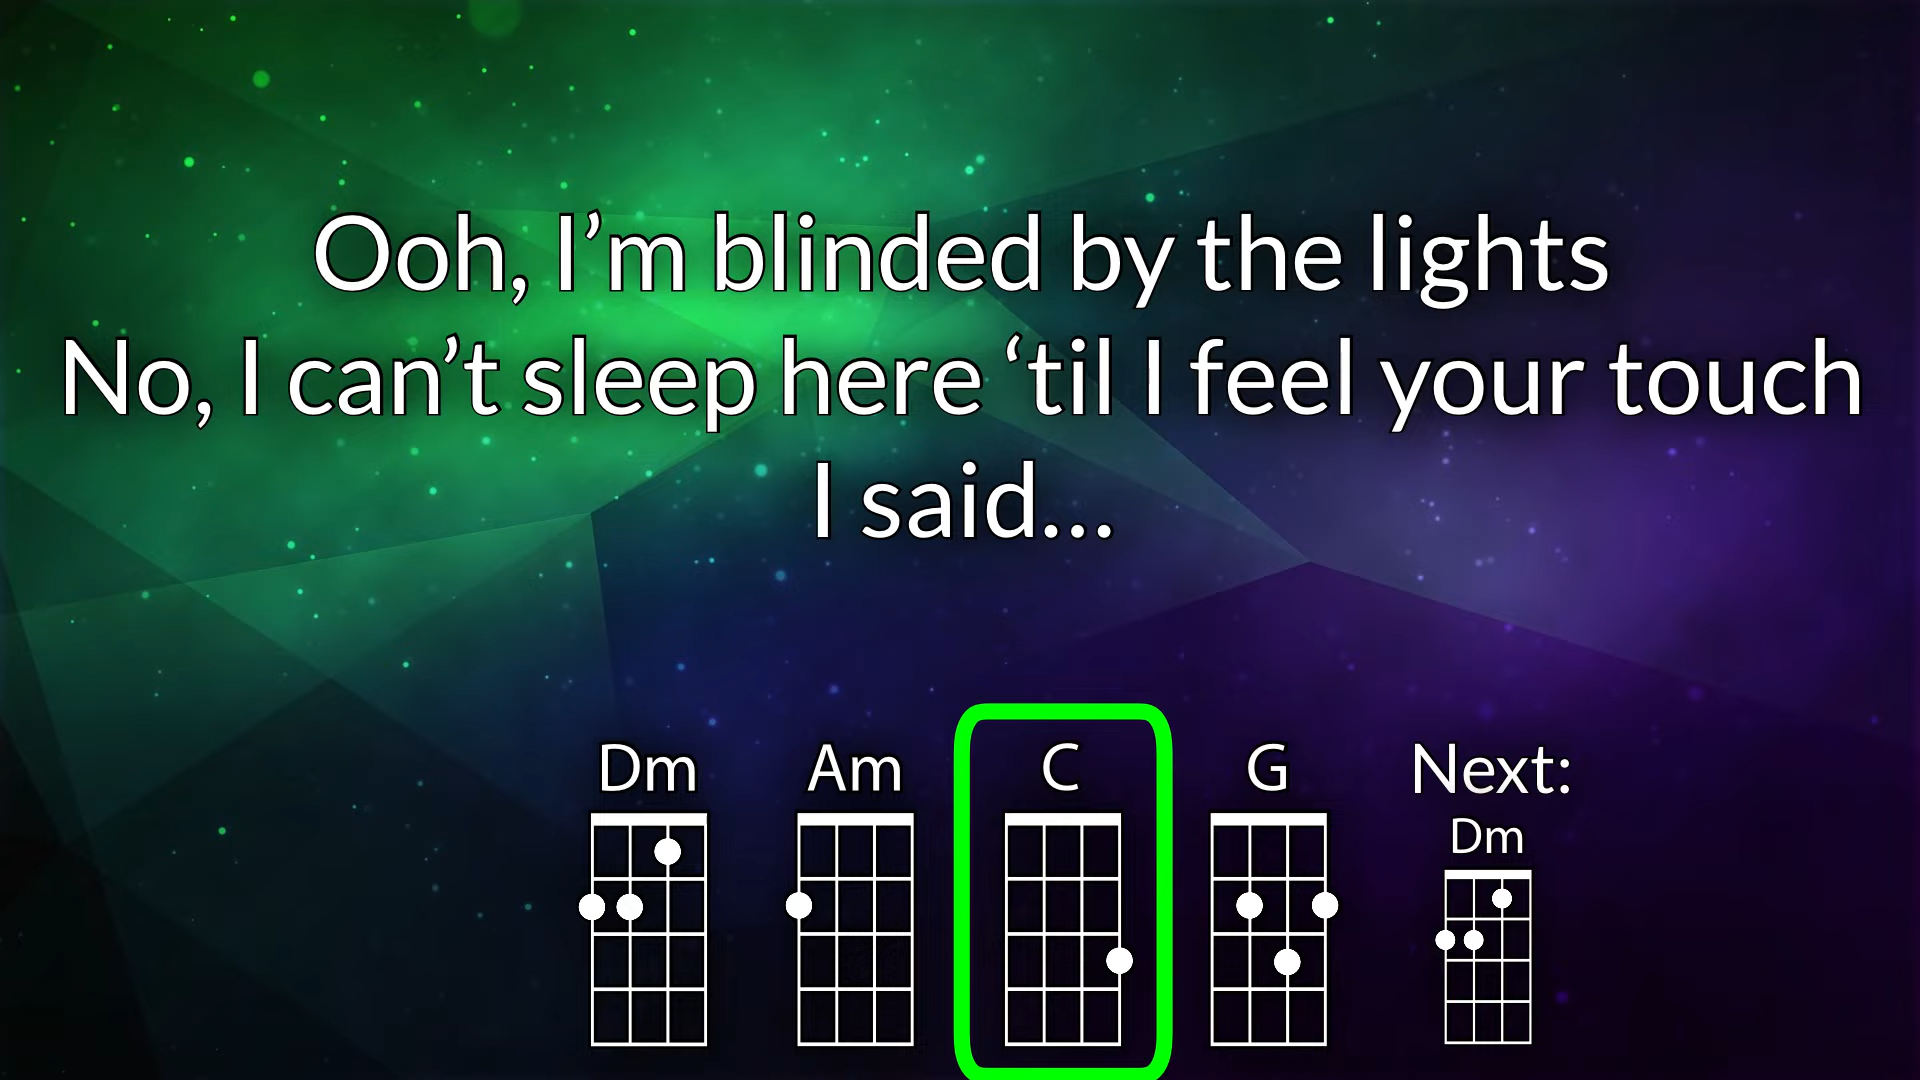 Ooh, I’m blinded by the lights
No, I can’t sleep here ‘til I feel your touch
I said...
Dm Am C G Next:
Dm